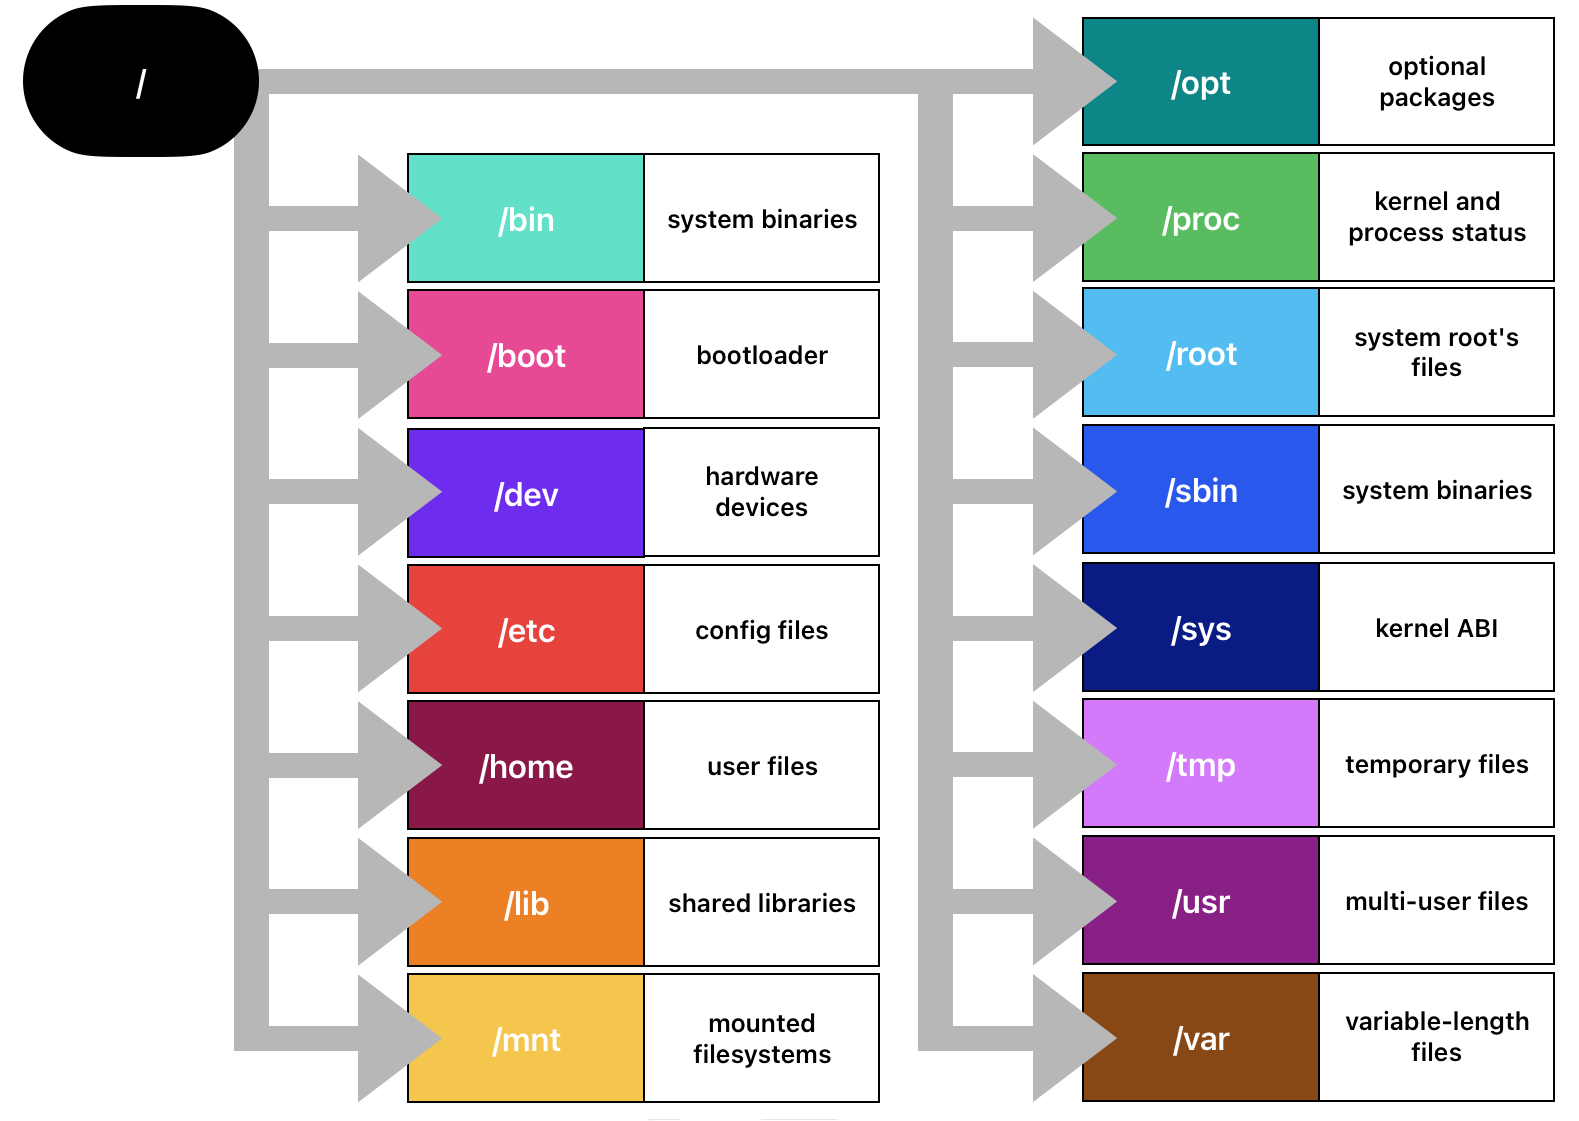 /
/bin
system binaries
/boot
bootloader
/dev
hardware
devices
/etc
config files
/home
user files
/lib
shared libraries
/mnt
mounted
filesystems
/opt
optional
packages
/proc
kernel and
process status
/root
system root's
files
/sbin
system binaries
/sys
kernel ABI
/tmp
temporary files
/usr
multi-user files
/var
variable-length
files